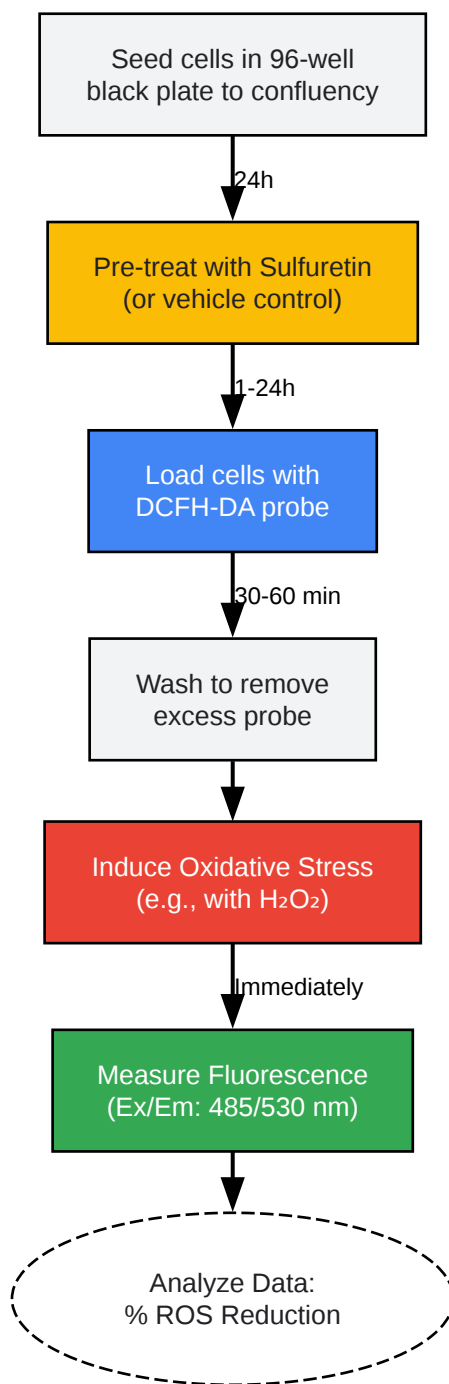 Seed cells in 96-well
black plate to confluency
24h
Pre-treat with Sulfuretin
(or vehicle control)
1-24h
Load cells with
DCFH-DA probe
30-60 min
Wash to remove
excess probe
Induce Oxidative Stress
(e.g., with H₂O₂)
Immediately
Measure Fluorescence
(Ex/Em: 485/530 nm)
Analyze Data:
% ROS Reduction